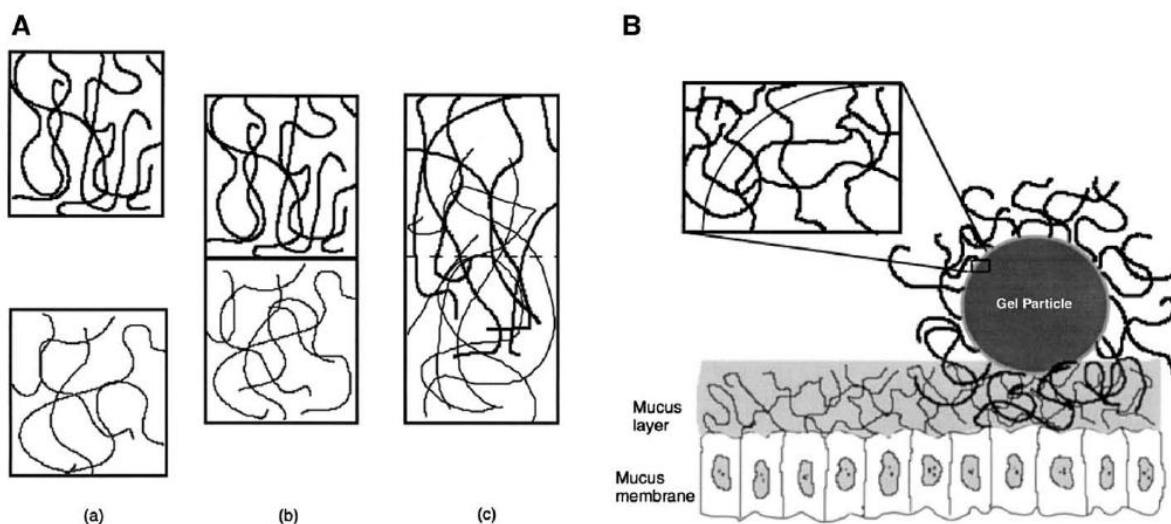 A
B
Gel Particle
Mucus
layer
Mucus
membrane
(a)
(b)
(c)